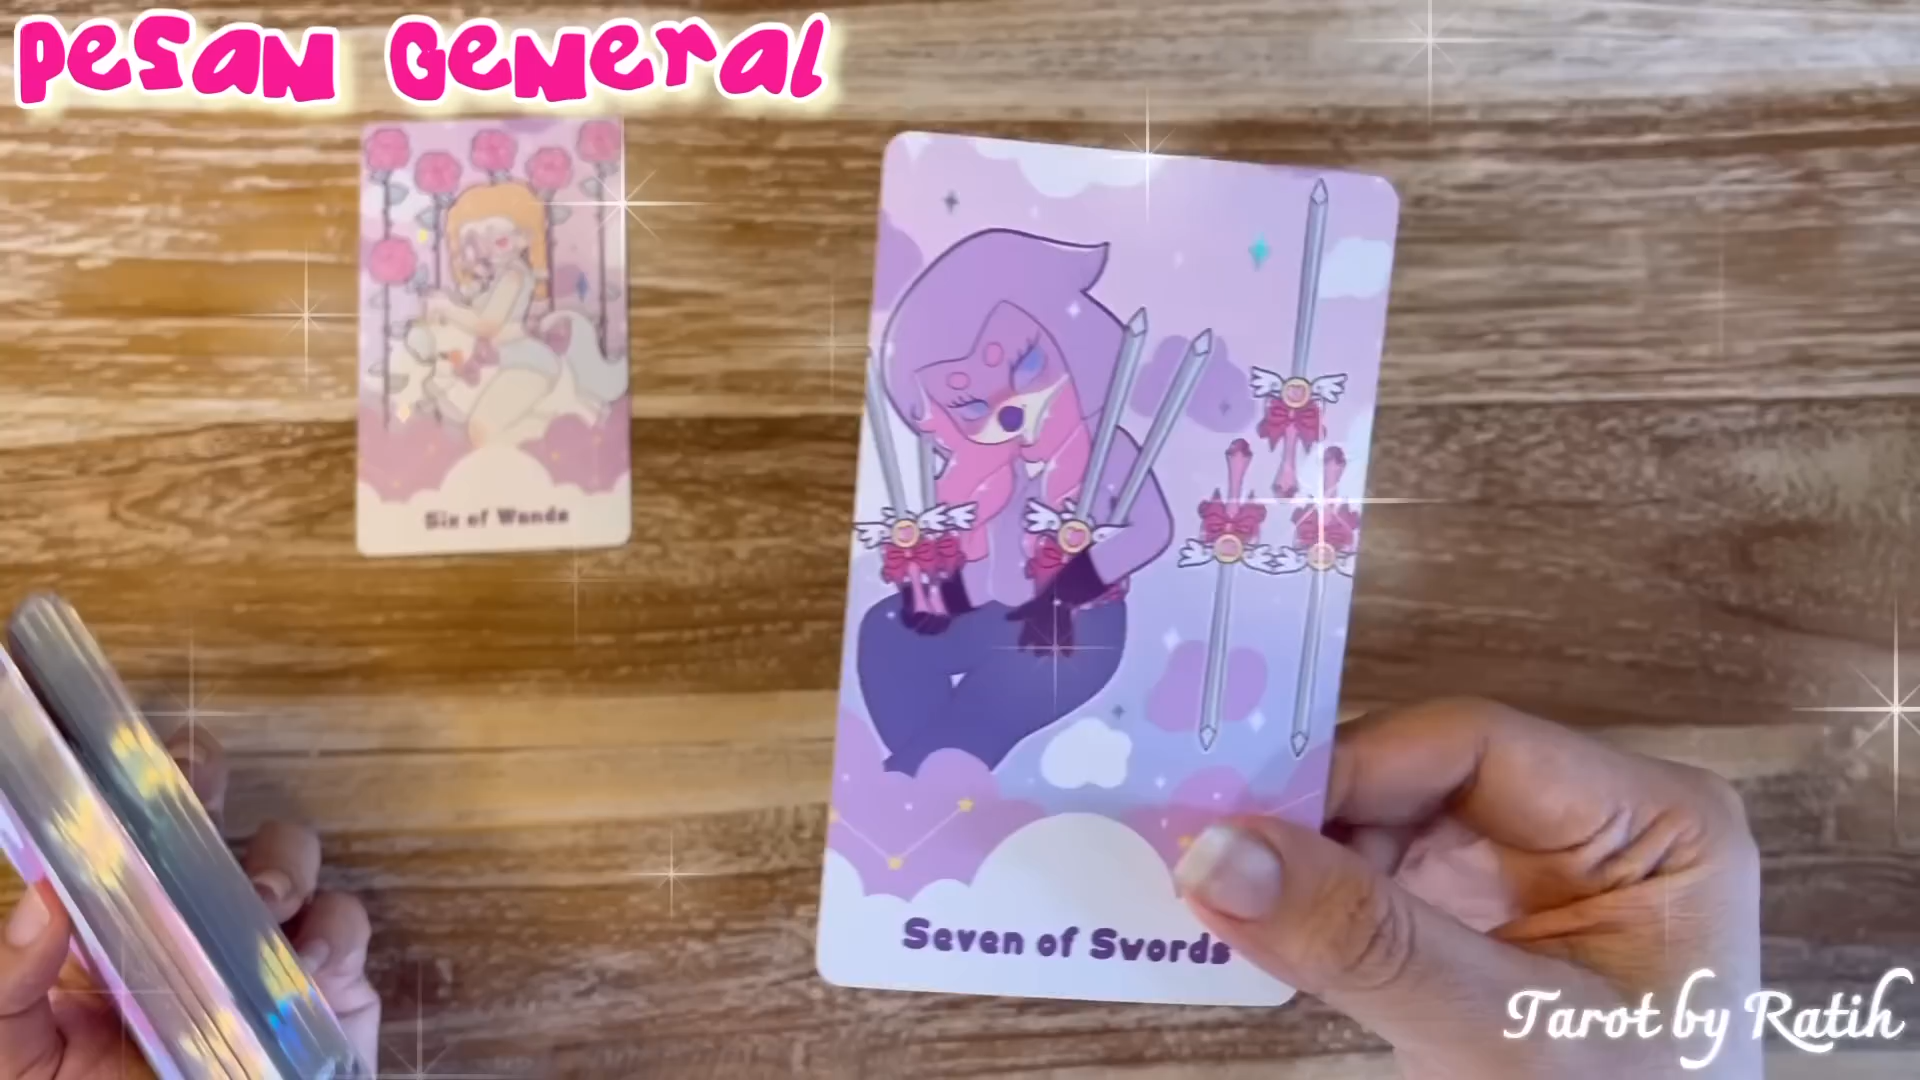 PESAN GENERAL
Six of Wands
Seven of Swords
Tarot by Ratih